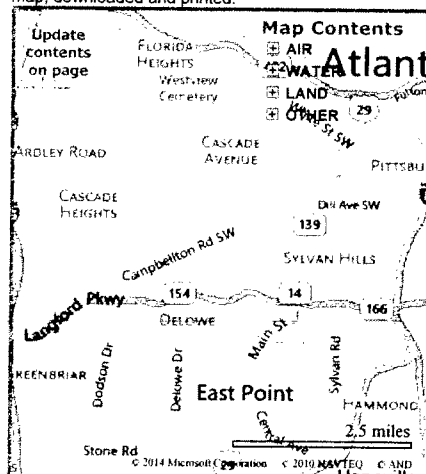 map, downloaded and printed.
Update
contents
on page
Map Contents
AIR
WATER
LAND
OTHER
Atlant
FLORIDA
HEIGHTS
Westview
Cemetery
29
ARDLEY ROAD
CASCADE
AVENUE
PITTSBU
CASCADE
HEIGHTS
Dill Ave SW
139
Campbellton Rd SW
SYLVAN HILLS
Langford Pkwy
154
14
166
DELOWE
Main St
KEENBRIAR
Dodson Dr
Delowe Dr
Sylvan Rd
East Point
HAMMOND
Central Ave
2,5 miles
Stone Rd
29
© 2014 Microsoft Corporation © 2010 NAVTEQ © AND